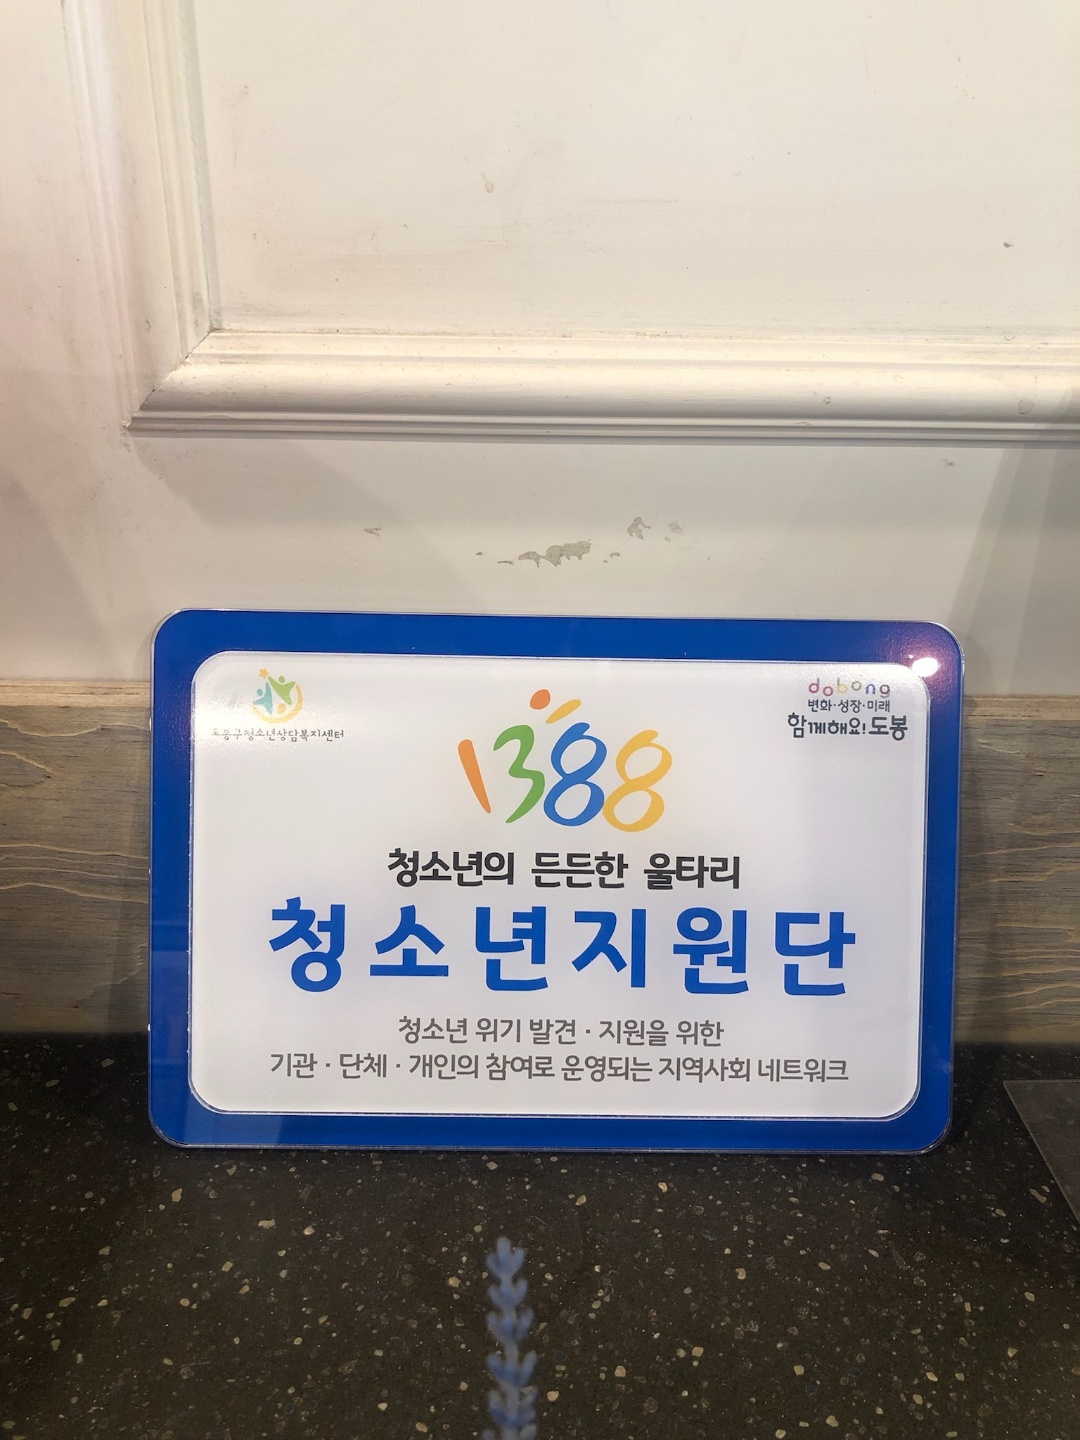 도봉구청소년상담복지센터
dobong
변화·성장·미래
함께해요! 도봉
1388
청소년의 든든한 울타리
청소년지원단
청소년 위기 발견·지원을 위한
기관·단체·개인의 참여로 운영되는 지역사회 네트워크